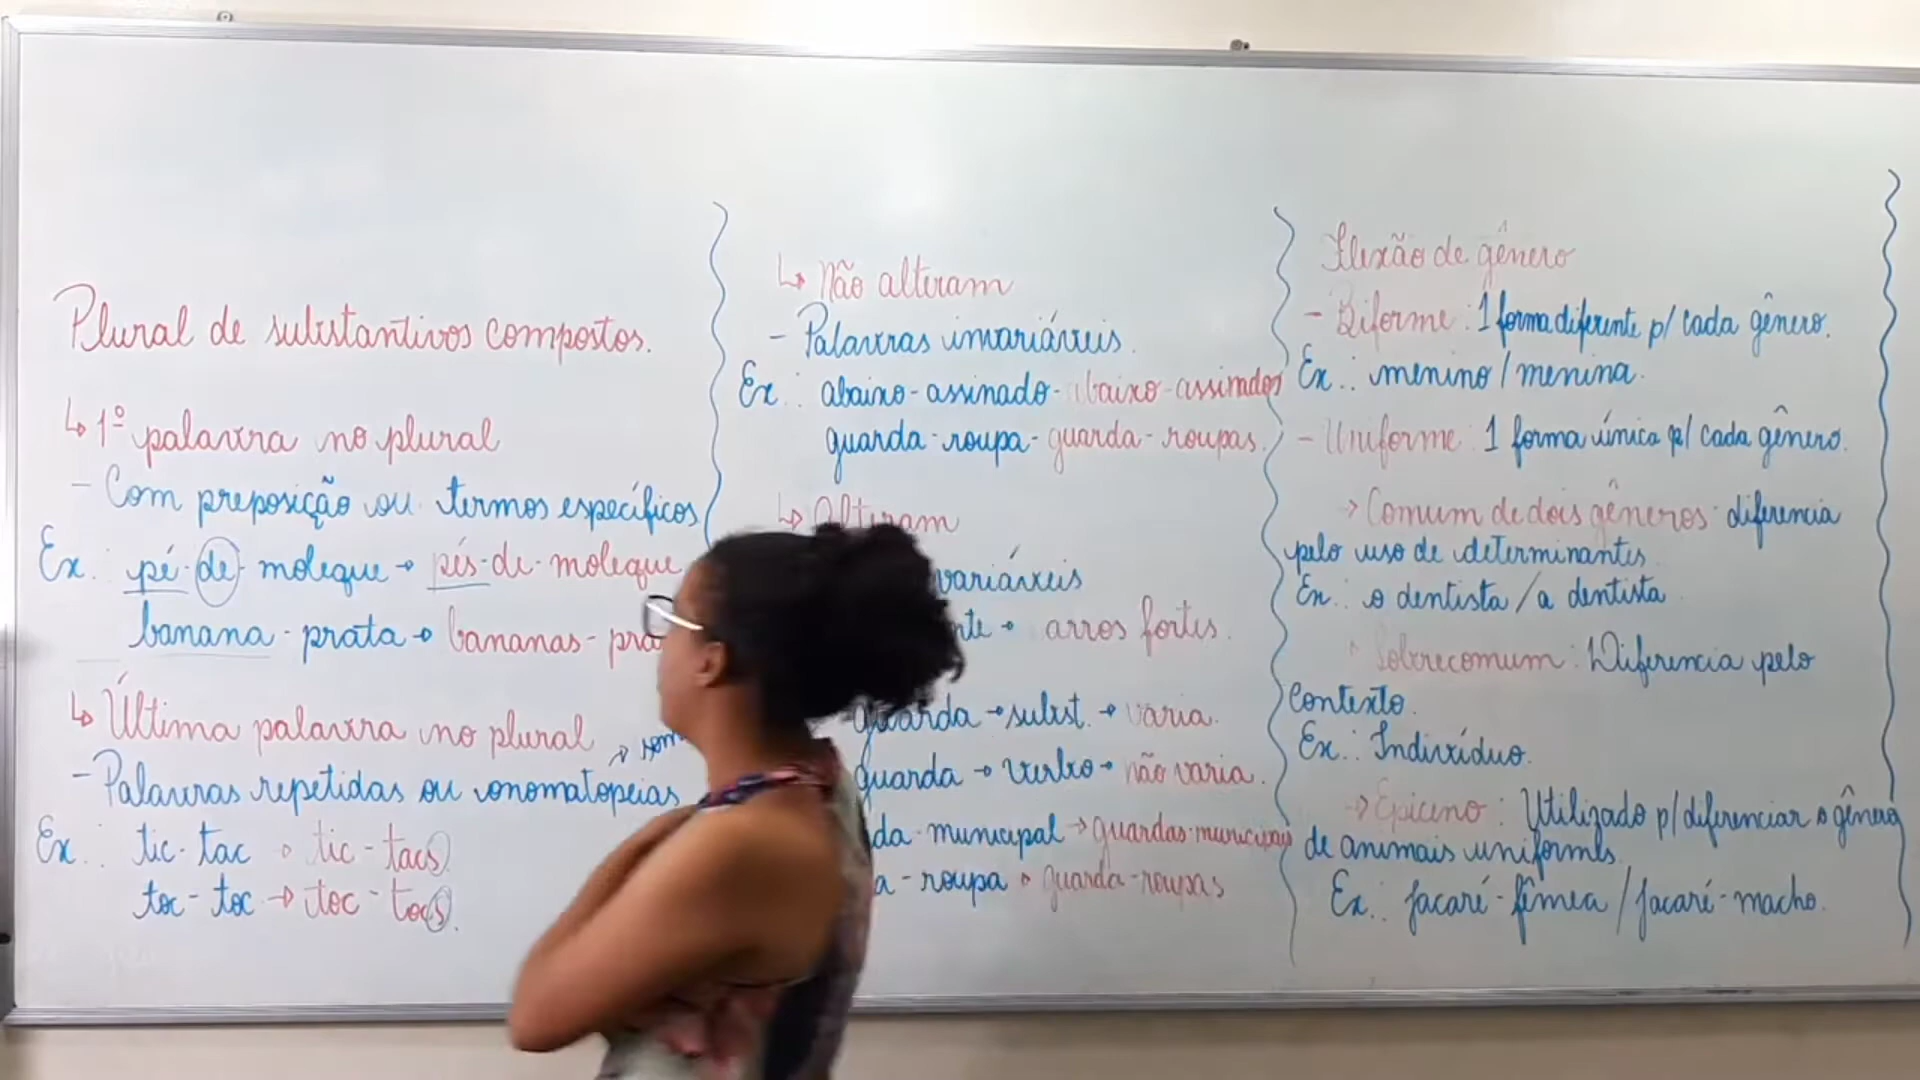 Plural de substantivos compostos.
↳ 1º palavra no plural
- Com preposição ou termos específicos
Ex.: pé-de-moleque → pés-de-moleque
banana-prata → bananas-
↳ Última palavra no plural
- Palavras repetidas ou onomatopeias
Ex.: tic-tac → tic-tacs
toc-toc → toc-tocs.
↳ Não alteram
- Palavras invariáveis.
Ex.: abaixo-assinado - abaixo-assinados
guarda-roupa - guarda-roupas.
↳ Alteram
variáveis
→ arros fortes.
guarda → subst. → varia.
guarda → verbo → não varia.
municipal → guardas-municipais
roupa → guarda-roupas
Flexão de gênero
- Biforme: 1 forma diferente p/ cada gênero.
Ex.: menino/menina.
- Uniforme: 1 forma única p/ cada gênero.
→ Comum de dois gêneros: diferencia
pelo uso de determinantes.
Ex.: o dentista/a dentista
Sobrecomum: Diferencia pelo
contexto.
Ex.: Indivíduo.
→ Epiceno: Utilizado p/ diferenciar o gênero
de animais uniformes.
Ex.: Jacaré-fêmea/Jacaré-macho.